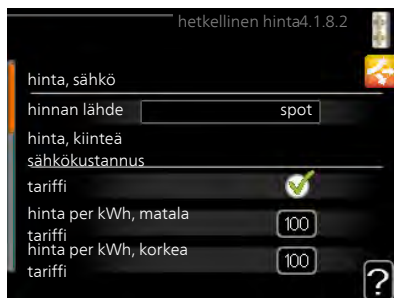 hetkellinen hinta4.1.8.2
hinta, sähkö
hinnan lähde spot
hinta, kiinteä
sähkökustannus
tariffi
hinta per kWh, matala
tariffi 100
hinta per kWh, korkea
tariffi 100
?